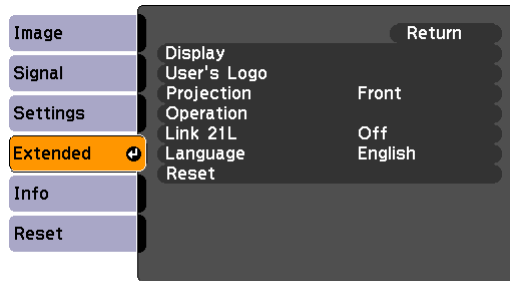 Image
Signal
Settings
Extended
Info
Reset
Return
Display
User's Logo
Projection Front
Operation
Link 21L Off
Language English
Reset